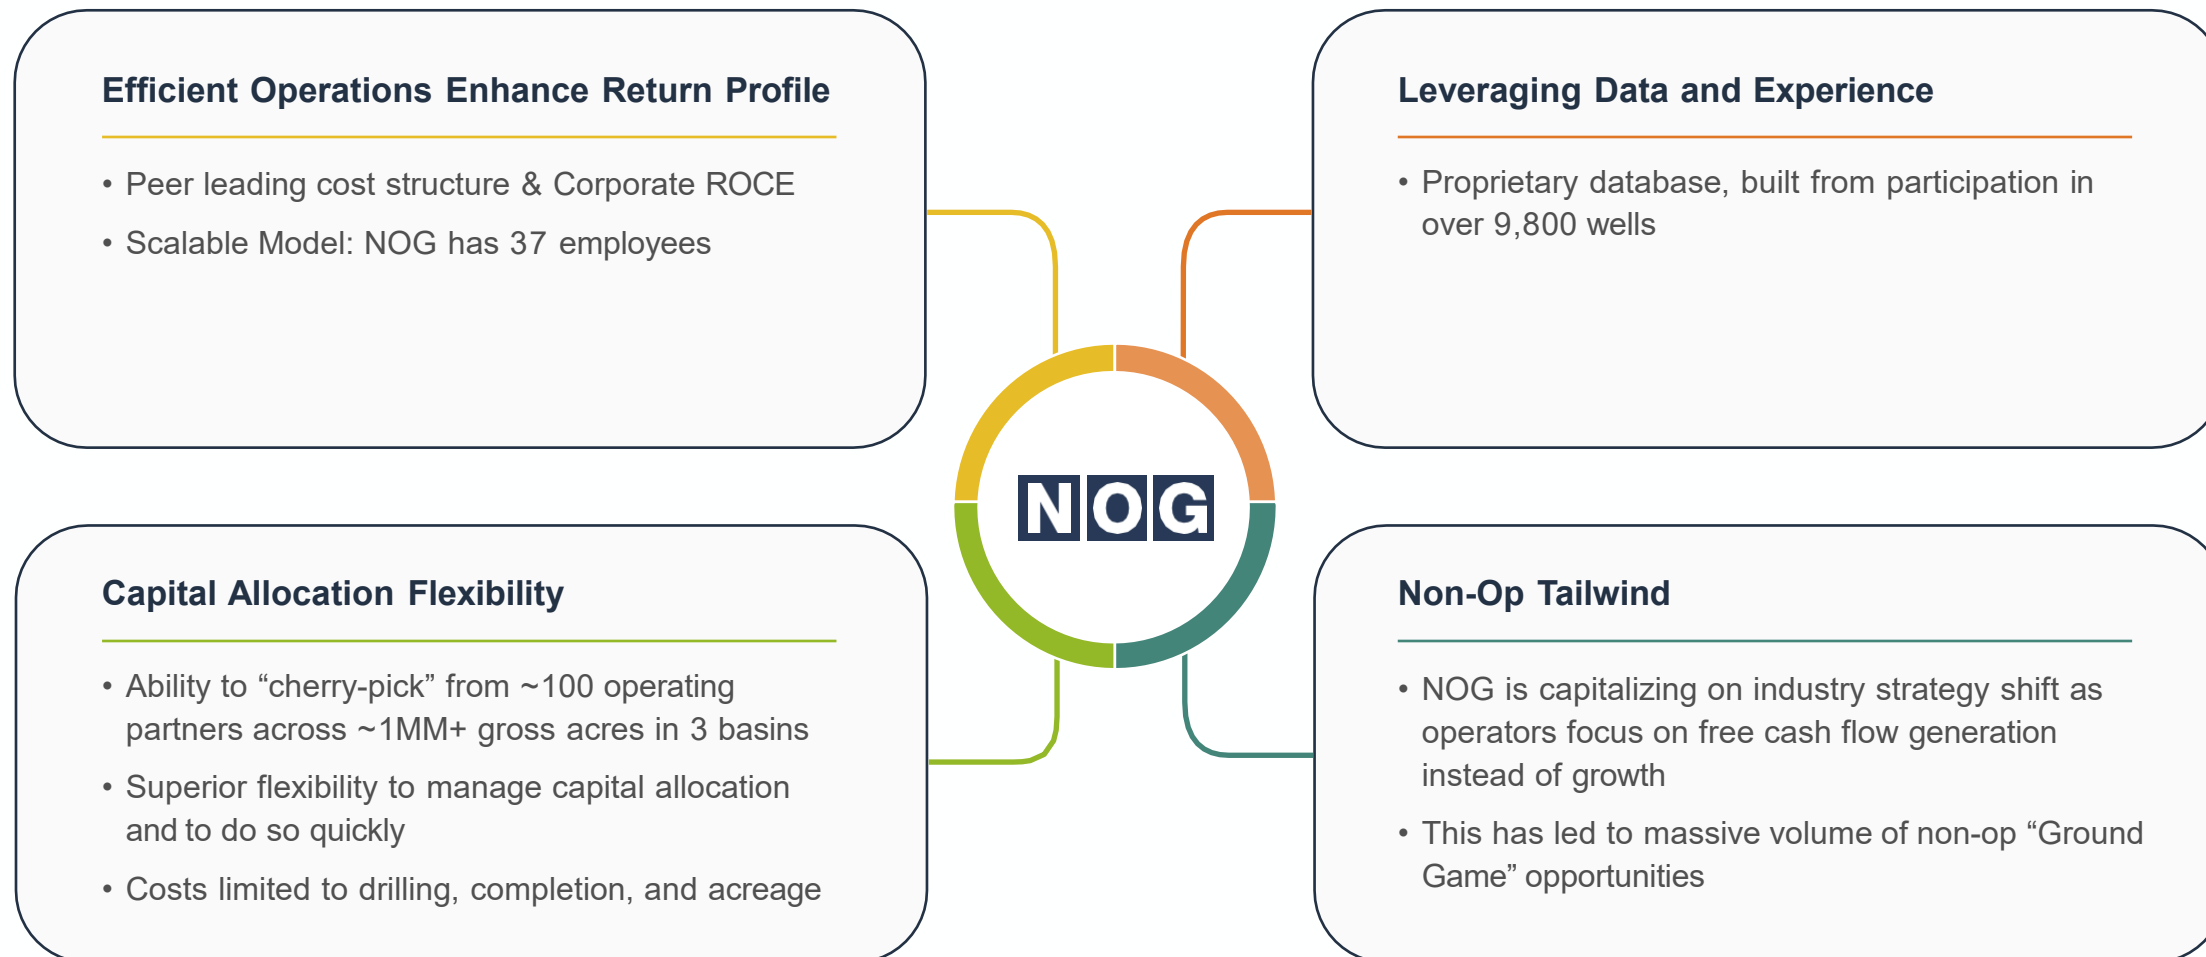 Efficient Operations Enhance Return Profile
• Peer leading cost structure & Corporate ROCE
• Scalable Model: NOG has 37 employees
Leveraging Data and Experience
• Proprietary database, built from participation in
over 9,800 wells
NOG
Capital Allocation Flexibility
• Ability to “cherry-pick” from ~100 operating
partners across ~1MM+ gross acres in 3 basins
• Superior flexibility to manage capital allocation
and to do so quickly
• Costs limited to drilling, completion, and acreage
Non-Op Tailwind
• NOG is capitalizing on industry strategy shift as
operators focus on free cash flow generation
instead of growth
• This has led to massive volume of non-op “Ground
Game” opportunities